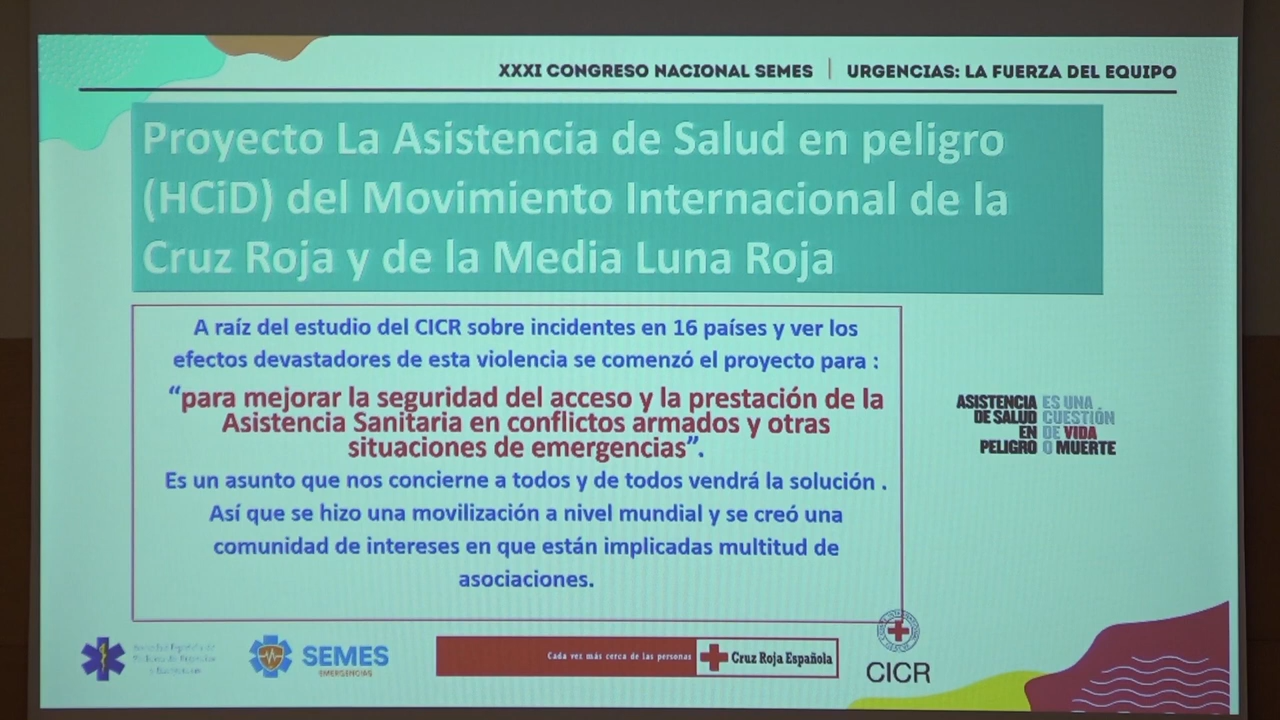 XXXI CONGRESO NACIONAL SEMES | URGENCIAS: LA FUERZA DEL EQUIPO
Proyecto La Asistencia de Salud en peligro
(HCiD) del Movimiento Internacional de la
Cruz Roja y de la Media Luna Roja
A raíz del estudio del CICR sobre incidentes en 16 países y ver los
efectos devastadores de esta violencia se comenzó el proyecto para :
“para mejorar la seguridad del acceso y la prestación de la
Asistencia Sanitaria en conflictos armados y otras
situaciones de emergencias”.
Es un asunto que nos concierne a todos y de todos vendrá la solución .
Así que se hizo una movilización a nivel mundial y se creó una
comunidad de intereses en que están implicadas multitud de
asociaciones.
ASISTENCIA ES UNA
DE SALUD CUESTIÓN
EN DE VIDA
PELIGRO O MUERTE
SEMES
EMERGENCIAS
Cada vez más cerca de las personas
Cruz Roja Española
CICR